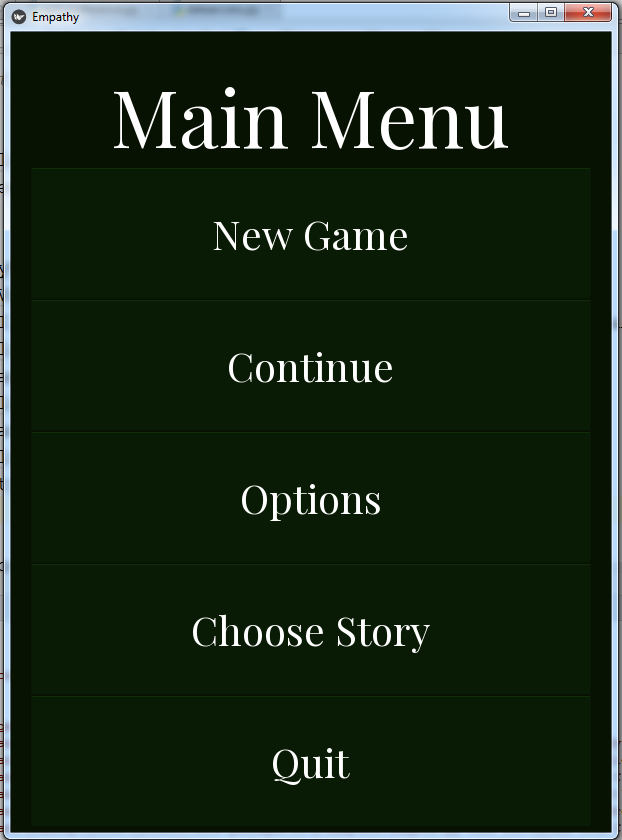 Empathy
Main Menu
New Game
Continue
Options
Choose Story
Quit